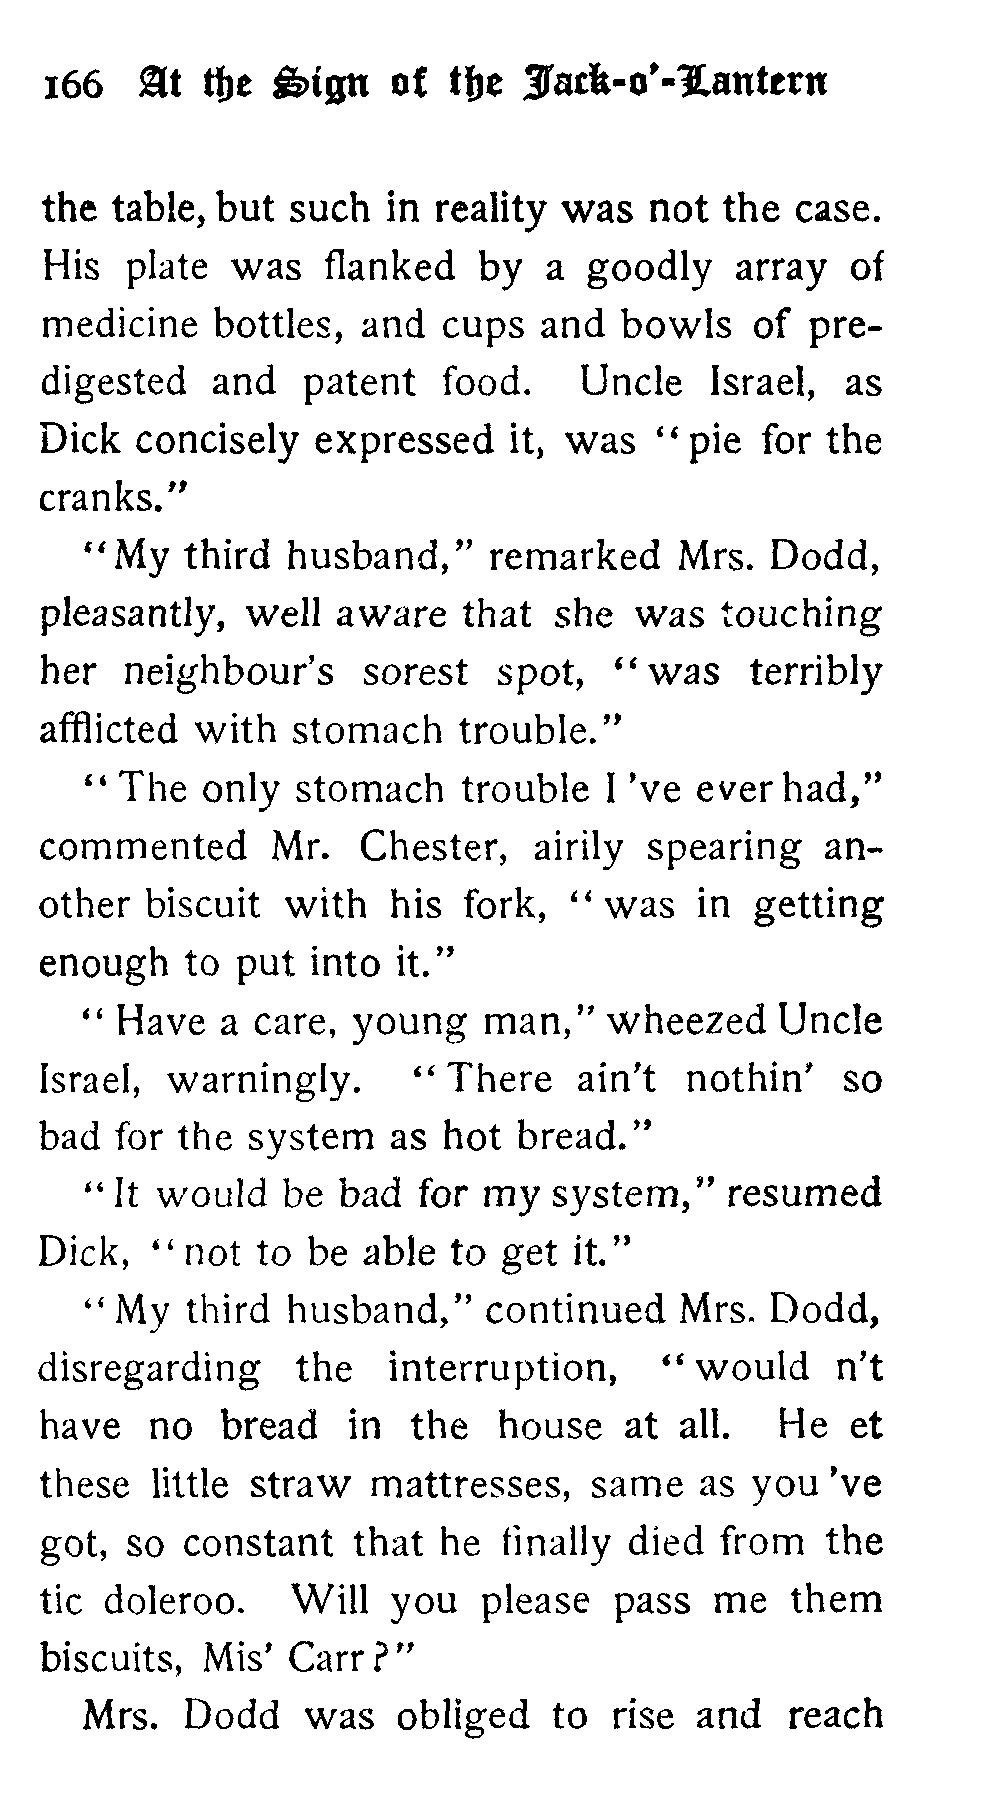 166 At the Sign of the Jack-o'-Lantern
the table, but such in reality was not the case.
His plate was flanked by a goodly array of
medicine bottles, and cups and bowls of pre-
digested and patent food. Uncle Israel, as
Dick concisely expressed it, was “pie for the
cranks.”
“My third husband,” remarked Mrs. Dodd,
pleasantly, well aware that she was touching
her neighbour's sorest spot, “was terribly
afflicted with stomach trouble.”
“The only stomach trouble I 've ever had,”
commented Mr. Chester, airily spearing an-
other biscuit with his fork, “was in getting
enough to put into it.”
“Have a care, young man,” wheezed Uncle
Israel, warningly. “There ain't nothin' so
bad for the system as hot bread.”
“It would be bad for my system,” resumed
Dick, “not to be able to get it.”
“My third husband,” continued Mrs. Dodd,
disregarding the interruption, “would n't
have no bread in the house at all. He et
these little straw mattresses, same as you 've
got, so constant that he finally died from the
tic doleroo. Will you please pass me them
biscuits, Mis' Carr?”
Mrs. Dodd was obliged to rise and reach